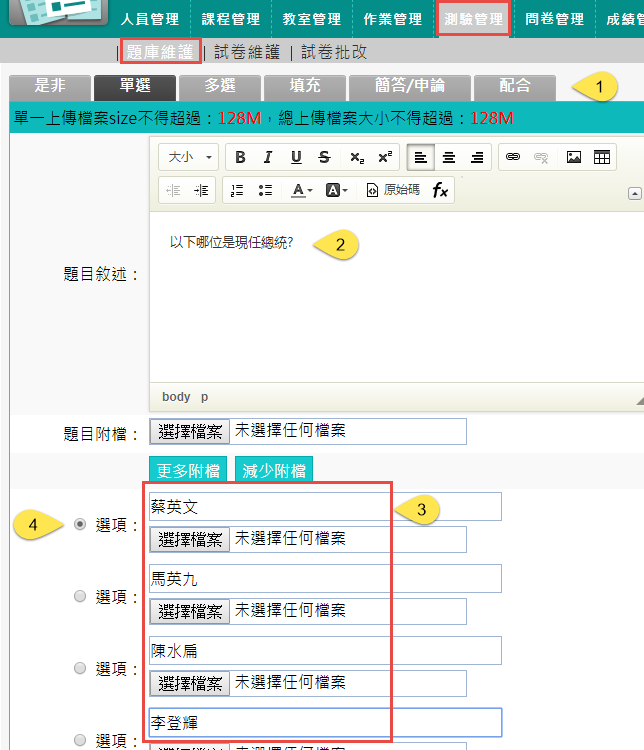 人員管理 課程管理 教室管理 作業管理 測驗管理 問卷管理 成績管
| 題庫維護 | 試卷維護 | 試卷批改
是非 單選 多選 填充 簡答/申論 配合 1
單一上傳檔案size不得超過：128M，總上傳檔案大小不得超過：128M
大小 B I U S x₂ x²
A A 原始碼 fx
以下哪位是現任總統? 2
題目敘述：
body p
題目附檔： 選擇檔案 未選擇任何檔案
更多附檔 減少附檔
蔡英文 3
4 選項：
選擇檔案 未選擇任何檔案
馬英九
選項：
選擇檔案 未選擇任何檔案
陳水扁
選項：
選擇檔案 未選擇任何檔案
李登輝
選項：